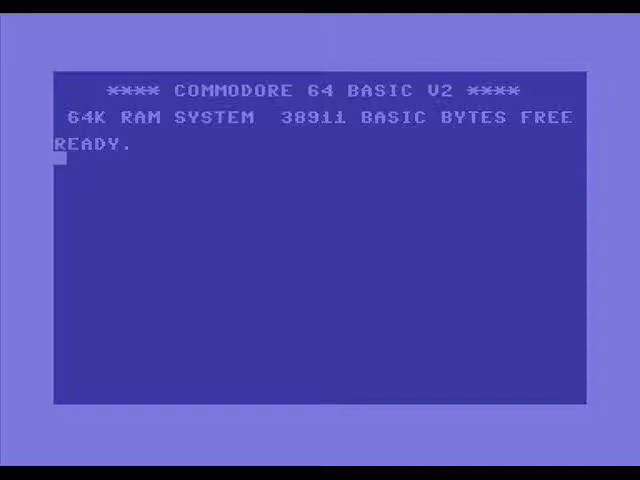 **** COMMODORE 64 BASIC V2 ****
64K RAM SYSTEM  38911 BASIC BYTES FREE
READY.